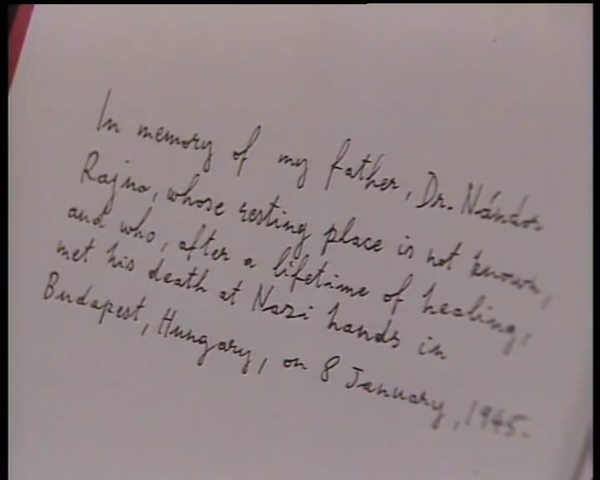 In memory of my father, Dr. Nándor
Rajna, whose resting place is not known,
and who, after a lifetime of healing,
met his death at Nazi hands in
Budapest, Hungary, on 8 January, 1945.